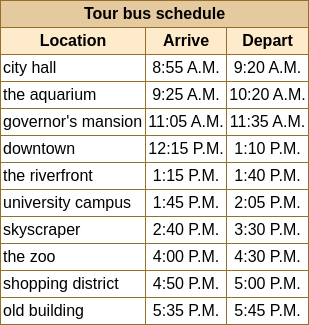 Tour bus schedule
Location Arrive Depart
city hall 8:55 A.M. 9:20 A.M.
the aquarium 9:25 A.M. 10:20 A.M.
governor's mansion 11:05 A.M. 11:35 A.M.
downtown 12:15 P.M. 1:10 P.M.
the riverfront 1:15 P.M. 1:40 P.M.
university campus 1:45 P.M. 2:05 P.M.
skyscraper 2:40 P.M. 3:30 P.M.
the zoo 4:00 P.M. 4:30 P.M.
shopping district 4:50 P.M. 5:00 P.M.
old building 5:35 P.M. 5:45 P.M.